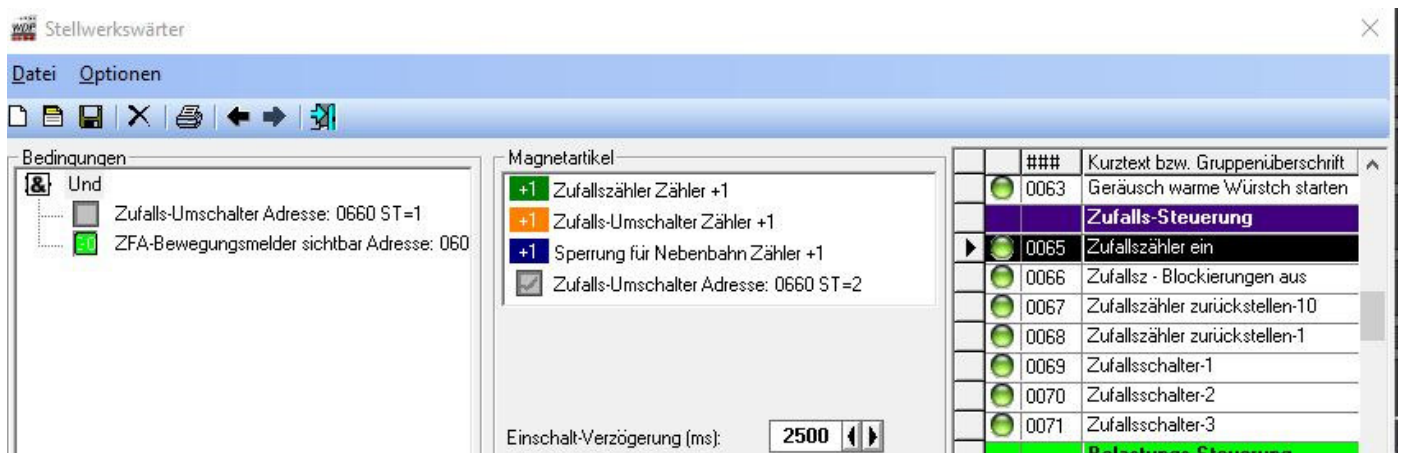 WDP Stellwerkswärter
Datei Optionen
Bedingungen
& Und
Zufalls-Umschalter Adresse: 0660 ST=1
ZFA-Bewegungsmelder sichtbar Adresse: 060
Magnetartikel
+1 Zufallszähler Zähler +1
+1 Zufalls-Umschalter Zähler +1
+1 Sperrung für Nebenbahn Zähler +1
Zufalls-Umschalter Adresse: 0660 ST=2
Einschalt-Verzögerung (ms): 2500
### Kurztext bzw. Gruppenüberschrift
0063 Geräusch warme Würstch starten
Zufalls-Steuerung
0065 Zufallszähler ein
0066 Zufallsz - Blockierungen aus
0067 Zufallszähler zurückstellen-10
0068 Zufallszähler zurückstellen-1
0069 Zufallsschalter-1
0070 Zufallsschalter-2
0071 Zufallsschalter-3